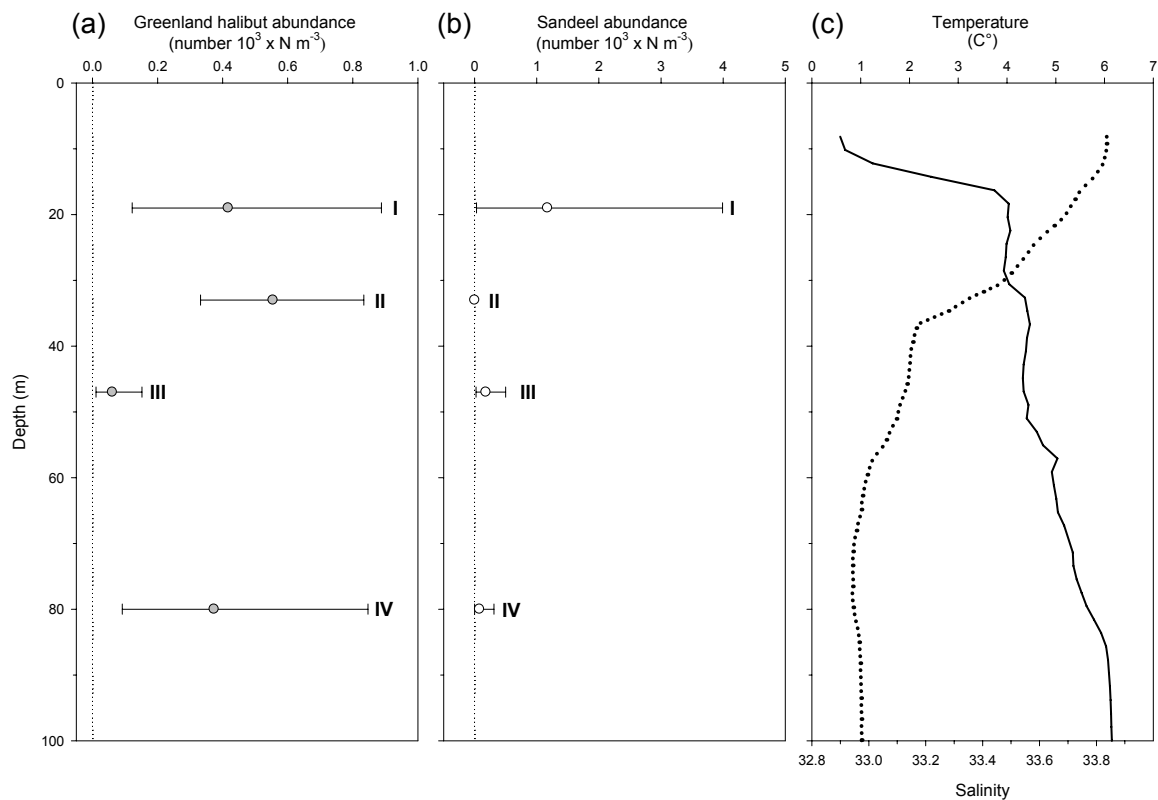 (a)
Greenland halibut abundance
(number 10³ x N m⁻³)
0.0 0.2 0.4 0.6 0.8 1.0
(b)
Sandeel abundance
(number 10³ x N m⁻³)
0 1 2 3 4 5
(c)
Temperature
(C°)
0 1 2 3 4 5 6 7
Depth (m)
0
20
40
60
80
100
I
II
III
IV
I
II
III
IV
32.8 33.0 33.2 33.4 33.6 33.8
Salinity